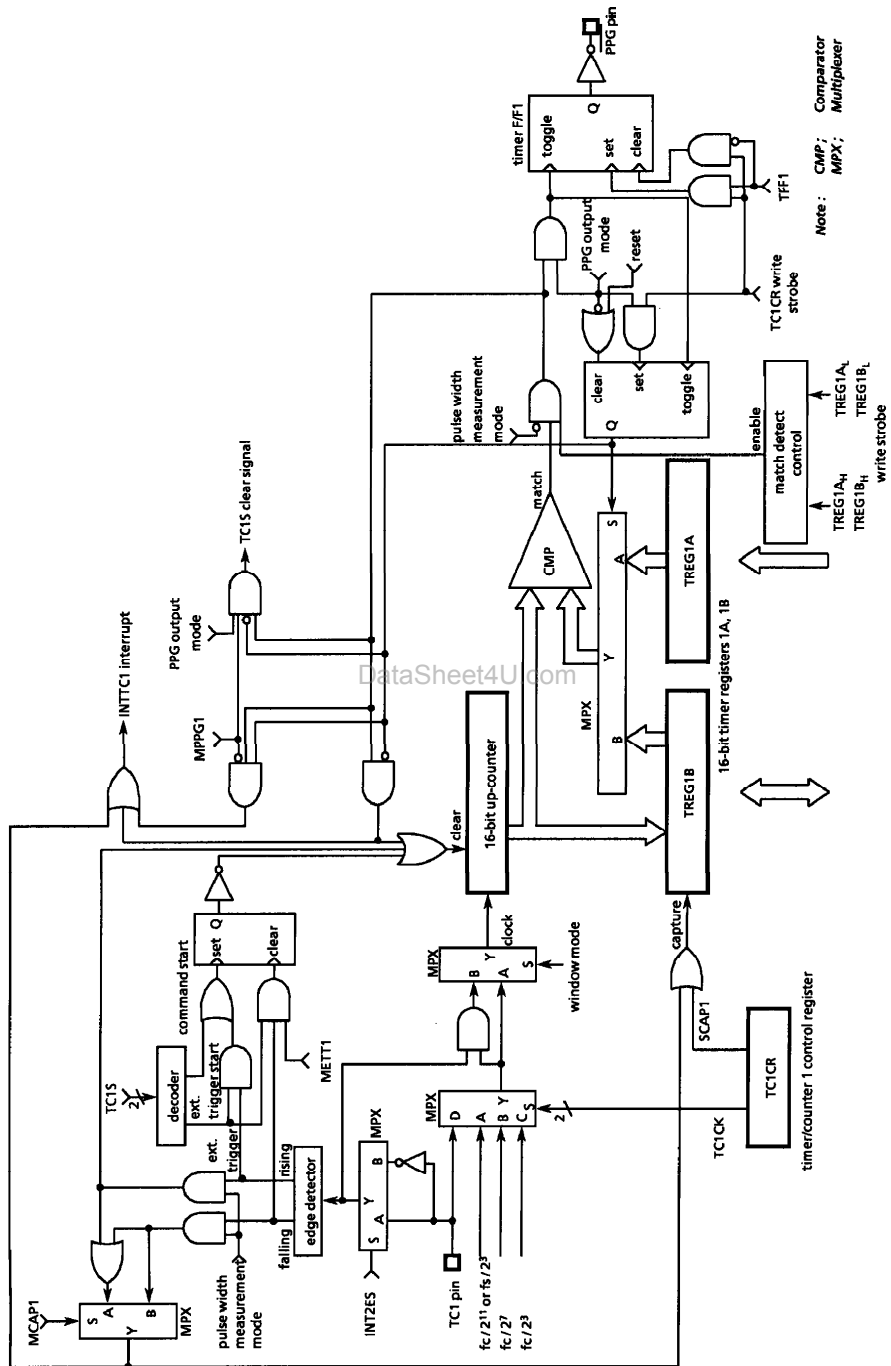 MCAP1
S
A
Y
B
MPX
pulse width
measurement
mode
TC1S
2
decoder
ext.
trigger start
command start
ext.
trigger
falling
rising
edge detector
METT1
set
Q
clear
INT2ES
S
A
Y
B
MPX
TC1 pin
fc/2¹¹ or fs/2³
fc/2⁷
fc/2³
MPX
D
A
B
Y
C
S
2
TC1CK
TC1CR
timer/counter 1 control register
MPX
B
Y
A
S
window mode
clock
SCAP1
capture
INTTC1 interrupt
MPPG1
PPG output
mode
TC1S clear signal
clear
16-bit up-counter
DataSheet4U.com
CMP
match
MPX
B
Y
A
S
TREG1B
TREG1A
16-bit timer registers 1A, 1B
pulse width
measurement
mode
enable
match detect
control
TREG1A_H
TREG1B_H
TREG1A_L
TREG1B_L
write strobe
Q
clear
set
toggle
PPG output
mode
reset
TC1CR write
strobe
timer F/F1
toggle
Q
set
clear
PPG pin
TFF1
Note : CMP ; Comparator
MPX ; Multiplexer